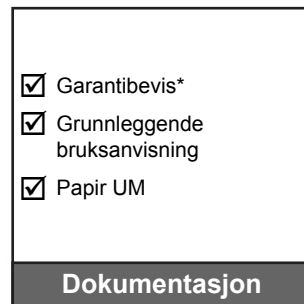 Garantibevis*
Grunnleggende
bruksanvisning
Papir UM
Dokumentasjon